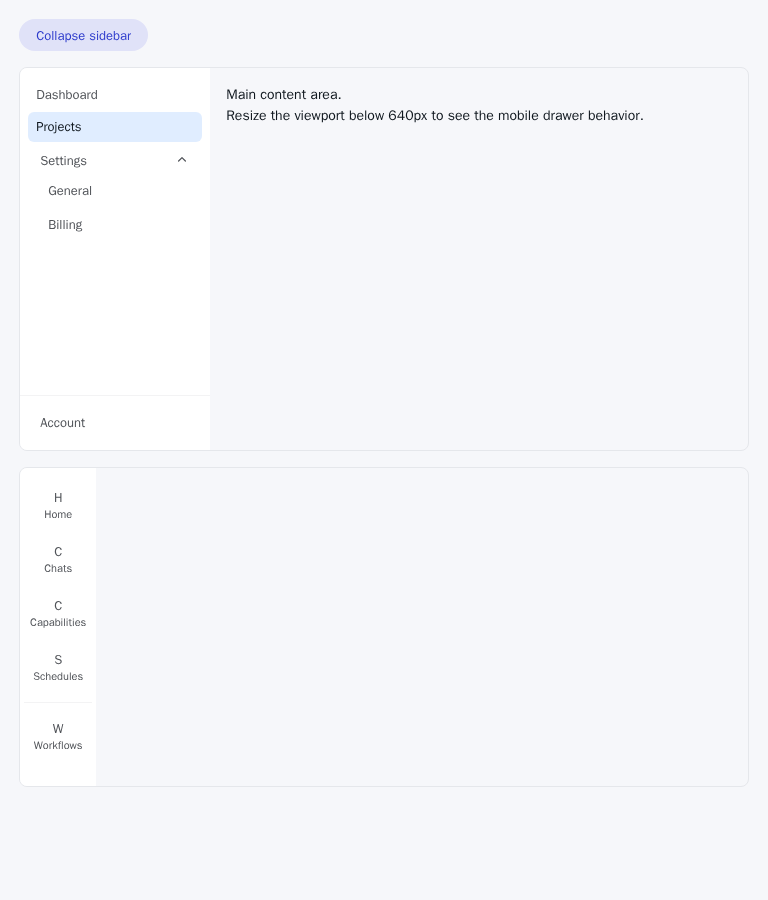 Collapse sidebar
Dashboard
Projects
Settings
General
Billing
Account
Main content area.
Resize the viewport below 640px to see the mobile drawer behavior.
H
Home
C
Chats
C
Capabilities
S
Schedules
W
Workflows